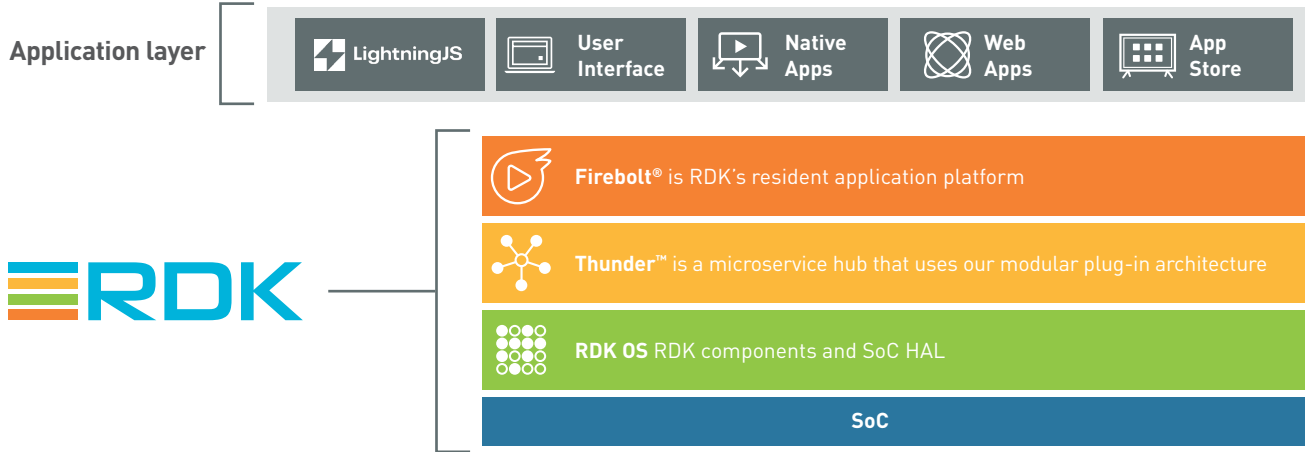 Application layer
LightningJS
User
Interface
Native
Apps
Web
Apps
App
Store
Firebolt® is RDK's resident application platform
Thunder™ is a microservice hub that uses our modular plug-in architecture
RDK
RDK OS RDK components and SoC HAL
SoC